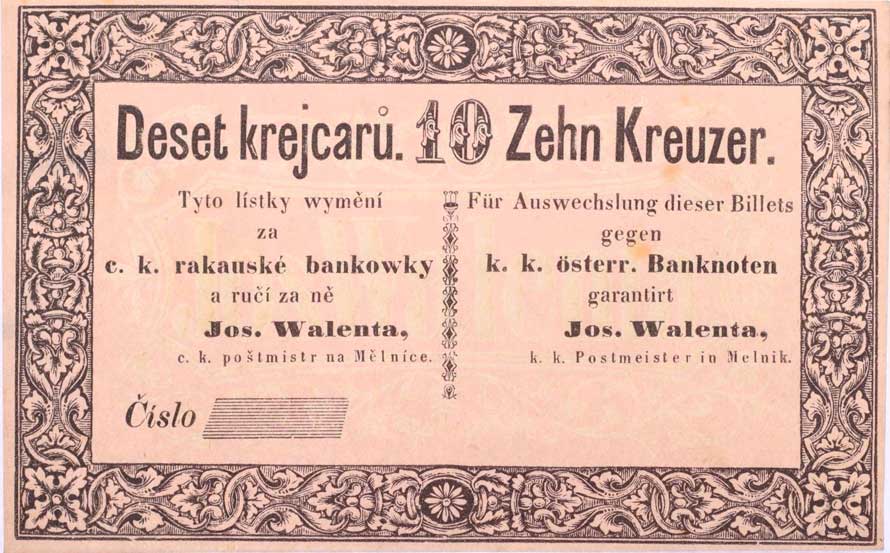 Deset krejcarů. 10 Zehn Kreuzer.
Tyto lístky wymění
za
c. k. rakauské bankowky
a ručí za ně
Jos. Walenta,
c. k. poštmistr na Mělníce.
Für Auswechslung dieser Billets
gegen
k. k. österr. Banknoten
garantirt
Jos. Walenta,
k. k. Postmeister in Melnik.
Číslo